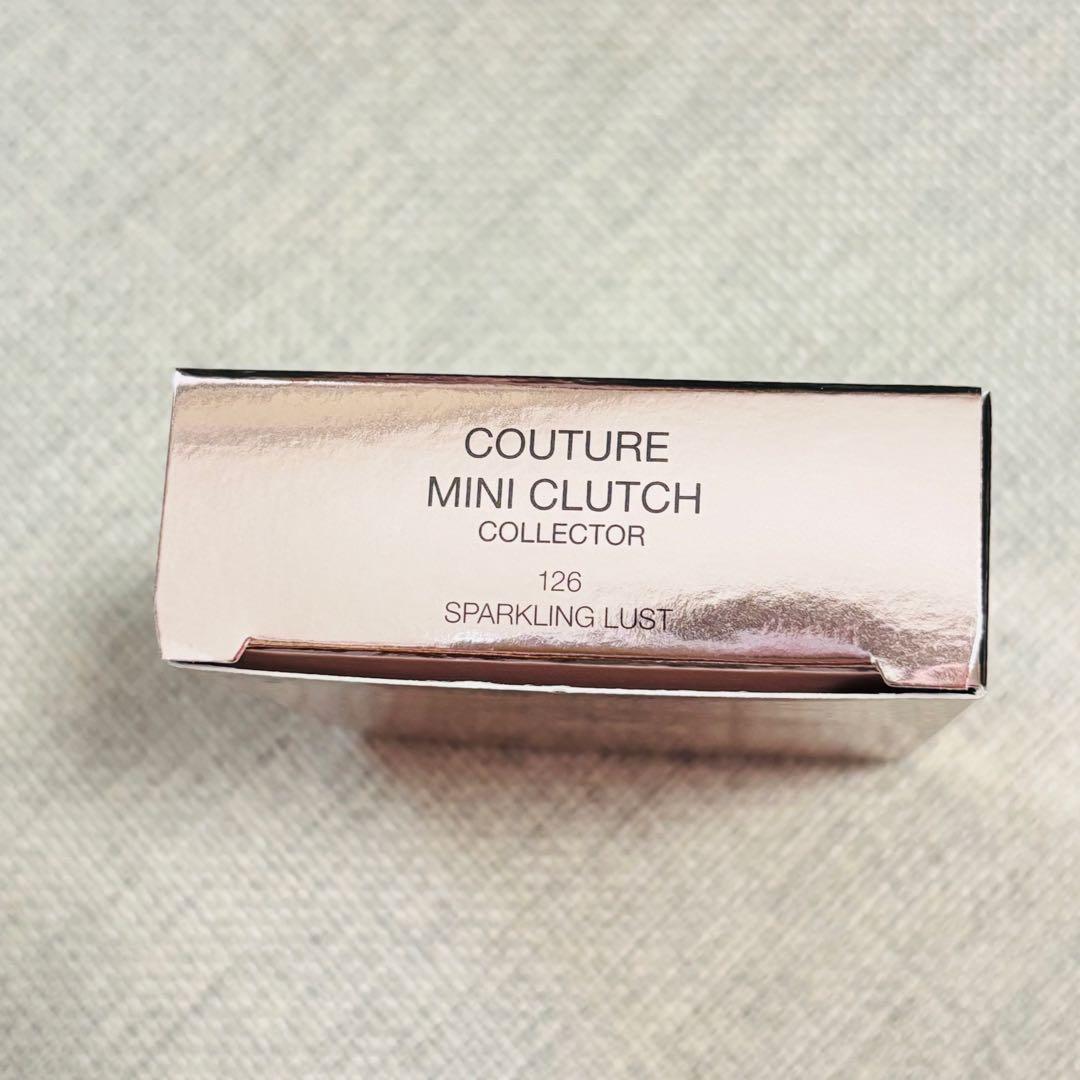 COUTURE
MINI CLUTCH
COLLECTOR
126
SPARKLING LUST